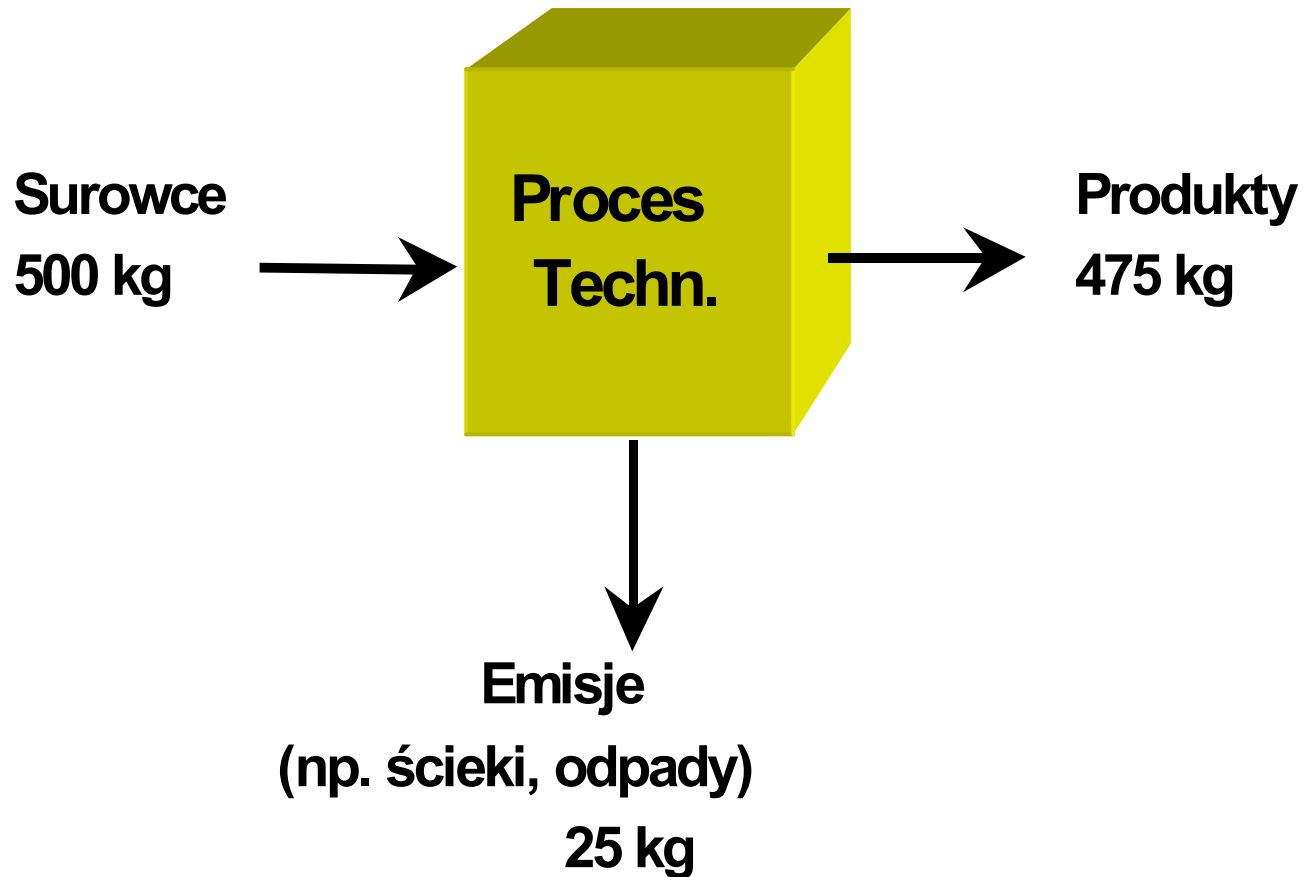 Surowce
500 kg
Proces
Techn.
Produkty
475 kg
Emisje
(np. ścieki, odpady)
25 kg